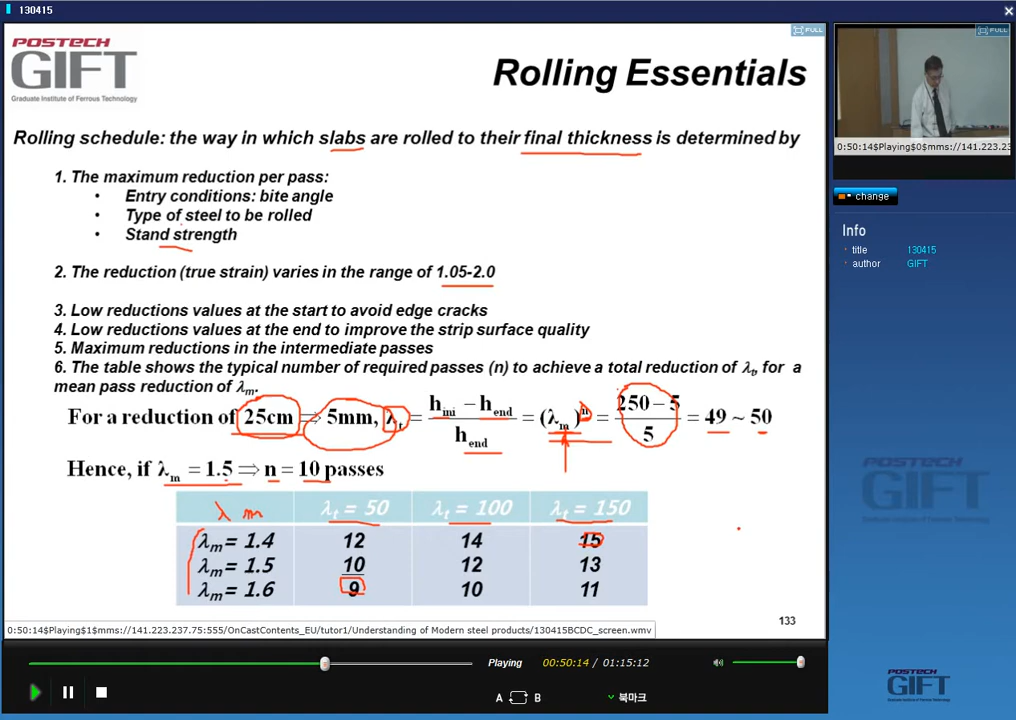 130415
POSTECH
GIFT
Graduate Institute of Ferrous Technology
Rolling Essentials
FULL
FULL
Rolling schedule: the way in which slabs are rolled to their final thickness is determined by
1. The maximum reduction per pass:
• Entry conditions: bite angle
• Type of steel to be rolled
• Stand strength
2. The reduction (true strain) varies in the range of 1.05-2.0
3. Low reductions values at the start to avoid edge cracks
4. Low reductions values at the end to improve the strip surface quality
5. Maximum reductions in the intermediate passes
6. The table shows the typical number of required passes (n) to achieve a total reduction of λt, for a
mean pass reduction of λm.
For a reduction of 25cm ⇒ 5mm, λt = (hini − hend)/hend = (λm)^n = (250 − 5)/5 = 49 ~ 50
Hence, if λm = 1.5 ⇒ n = 10 passes
λ m λt = 50 λt = 100 λt = 150
λm = 1.4 12 14 15
λm = 1.5 10 12 13
λm = 1.6 9 10 11
0:50:14$Playing$1$mms://141.223.237.75:555/OnCastContents_EU/tutor1/Understanding of Modern steel products/130415BCDC_screen.wmv
133
0:50:14$Playing$0$mms://141.223.23
change
Info
title 130415
author GIFT
POSTECH
GIFT
Playing 00:50:14 / 01:15:12
A B 북마크
POSTECH
GIFT